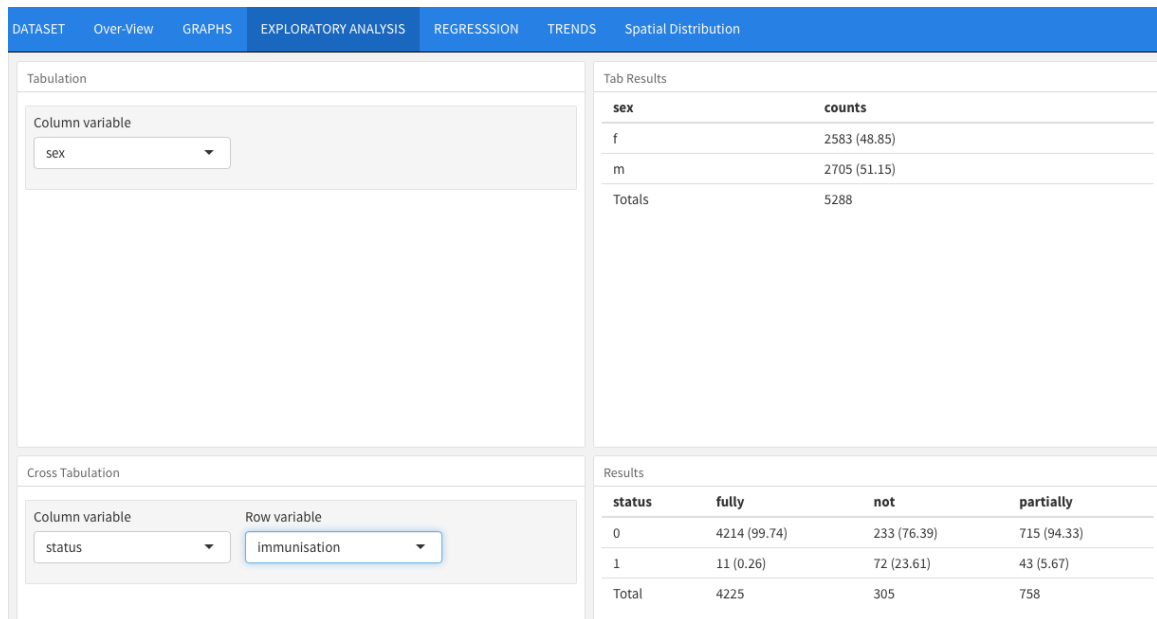 DATASET Over-View GRAPHS EXPLORATORY ANALYSIS REGRESSSION TRENDS Spatial Distribution
Tabulation
Column variable
sex
Tab Results
sex counts
f 2583 (48.85)
m 2705 (51.15)
Totals 5288
Cross Tabulation
Column variable Row variable
status immunisation
Results
status fully not partially
0 4214 (99.74) 233 (76.39) 715 (94.33)
1 11 (0.26) 72 (23.61) 43 (5.67)
Total 4225 305 758